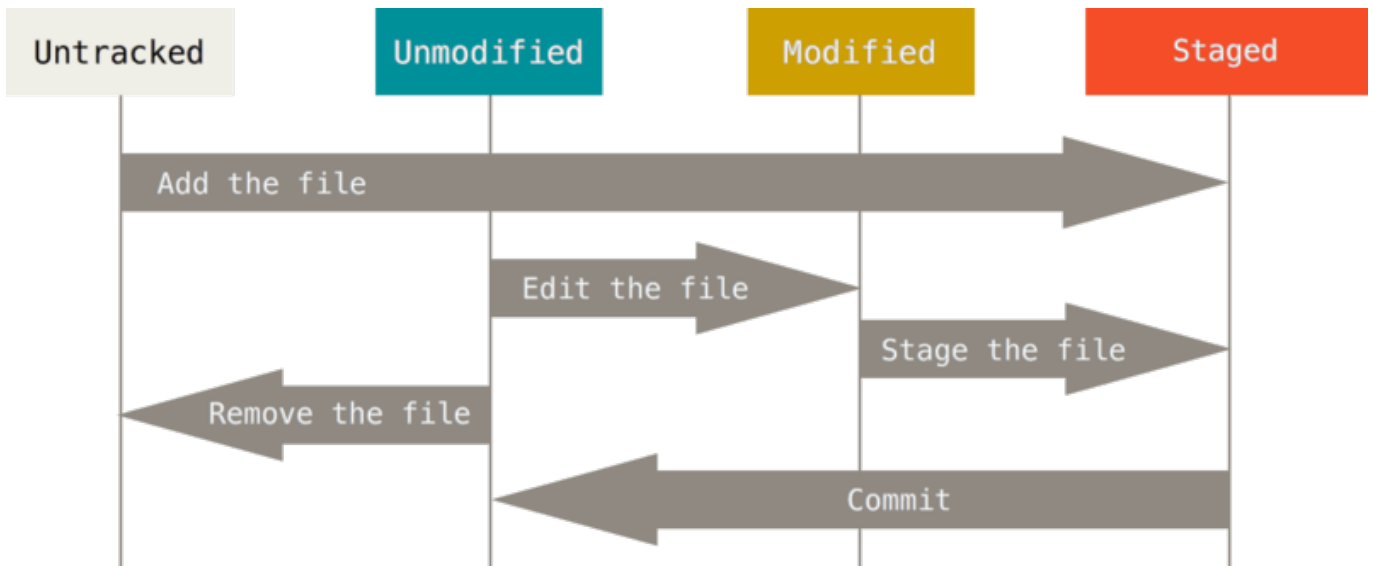 Untracked
Unmodified
Modified
Staged
Add the file
Edit the file
Stage the file
Remove the file
Commit